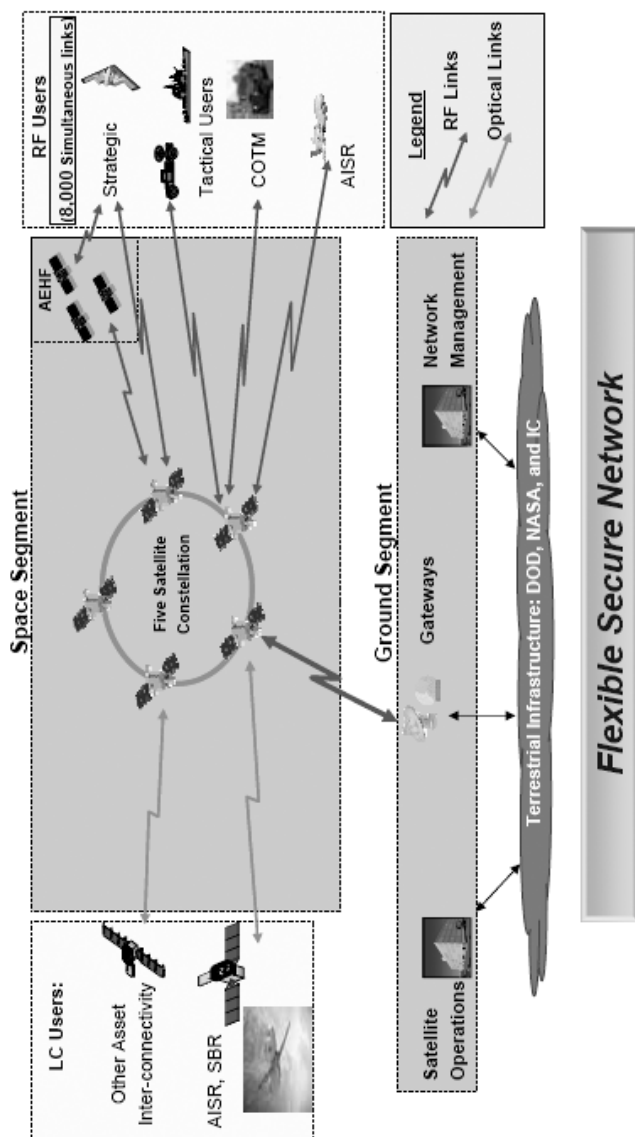 LC Users:
Other Asset
Inter-connectivity
AISR, SBR
Space Segment
Five Satellite
Constellation
AEHF
RF Users
(8,000 Simultaneous links)
Strategic
Tactical Users
COTM
AISR
Ground Segment
Satellite
Operations
Gateways
Network
Management
Legend
RF Links
Optical Links
Terrestrial Infrastructure: DOD, NASA, and IC
Flexible Secure Network